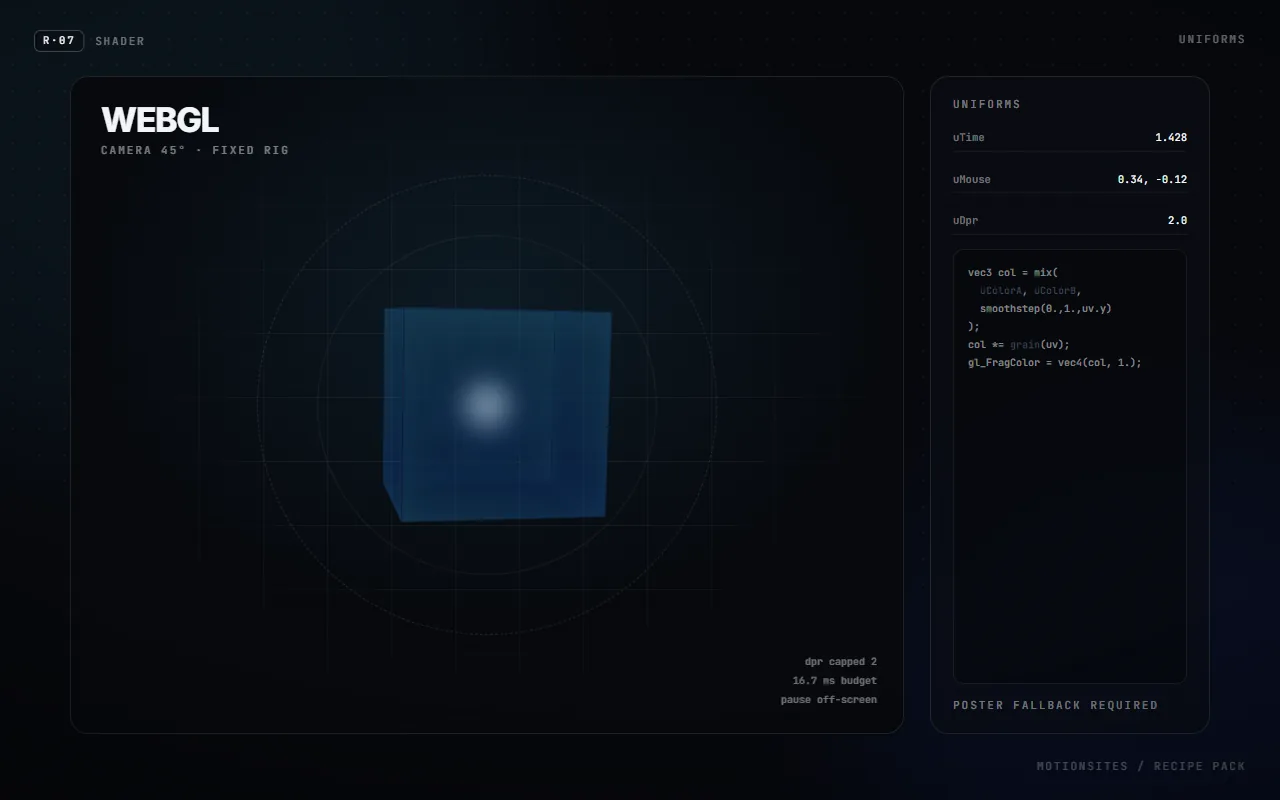 R·07 SHADER
UNIFORMS
WEBGL
CAMERA 45° · FIXED RIG
dpr capped 2
16.7 ms budget
pause off-screen
UNIFORMS
uTime 1.428
uMouse 0.34, -0.12
uDpr 2.0
vec3 col = mix(
  uColorA, uColorB,
  smoothstep(0.,1.,uv.y)
);
col *= grain(uv);
gl_FragColor = vec4(col, 1.);
POSTER FALLBACK REQUIRED
MOTIONSITES / RECIPE PACK